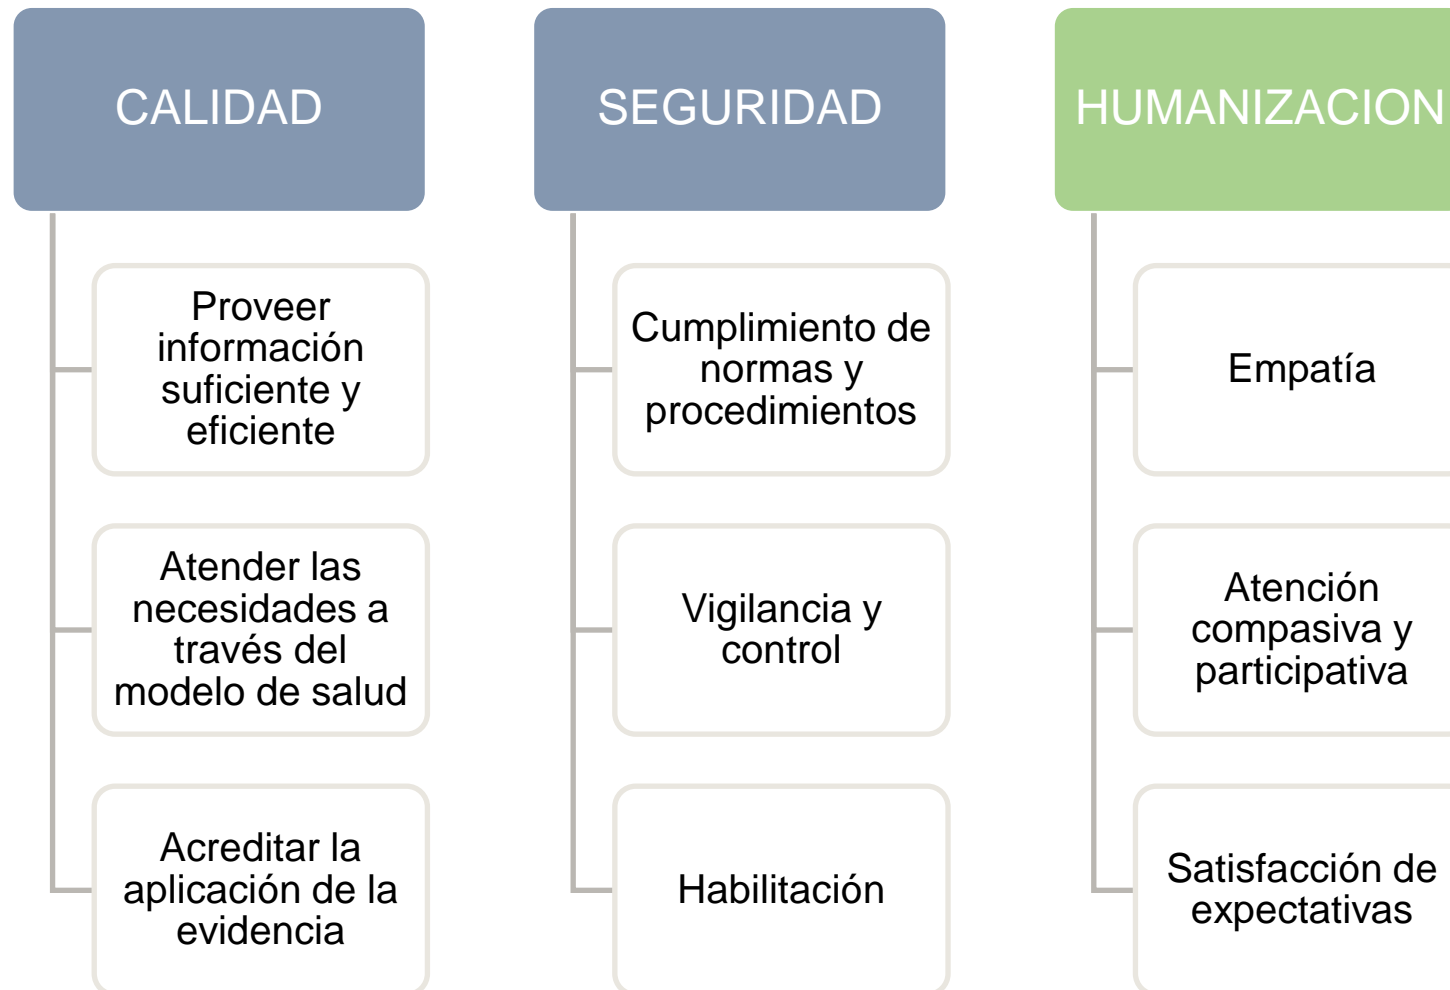 CALIDAD
Proveer
información
suficiente y
eficiente
Atender las
necesidades a
través del
modelo de salud
Acreditar la
aplicación de la
evidencia
SEGURIDAD
Cumplimiento de
normas y
procedimientos
Vigilancia y
control
Habilitación
HUMANIZACION
Empatía
Atención
compasiva y
participativa
Satisfacción de
expectativas